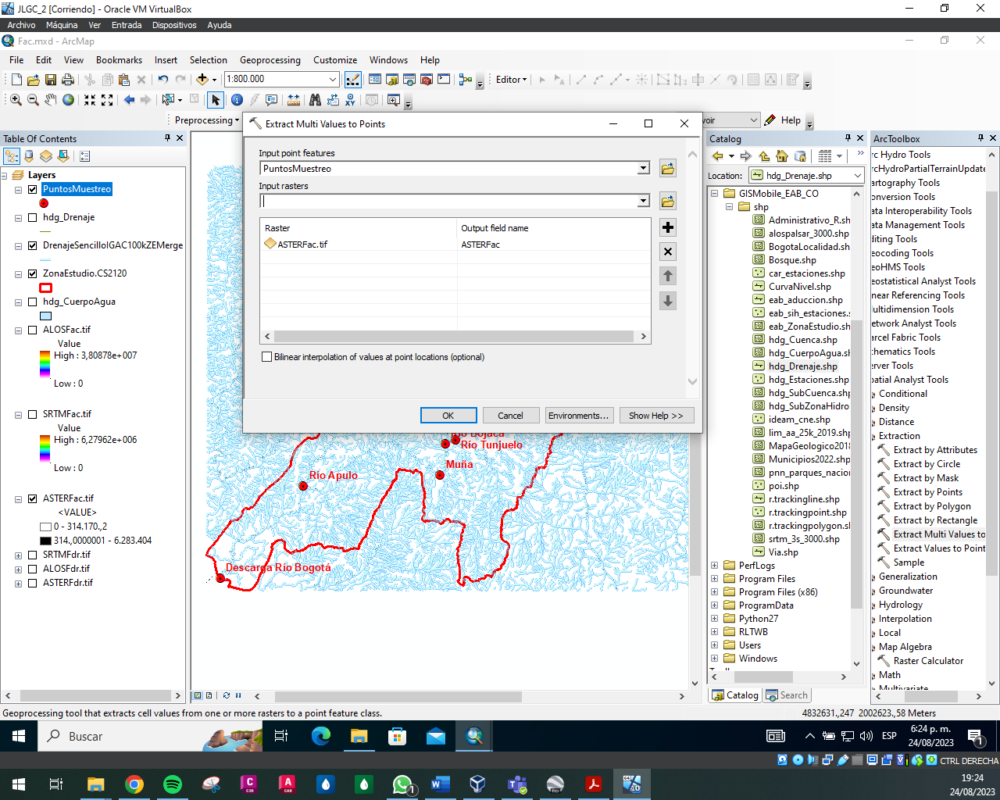 JLGC_2 [Corriendo] - Oracle VM VirtualBox
Archivo Máquina Ver Entrada Dispositivos Ayuda
Fac.mxd - ArcMap
File Edit View Bookmarks Insert Selection Geoprocessing Customize Windows Help
1:800.000 Editor
Preprocessing Extract Multi Values to Points Help
Table Of Contents
Layers
PuntosMuestreo
hdg_Drenaje
DrenajeSencilloIGAC100kZEMerge
ZonaEstudio.CS2120
hdg_CuerpoAgua
ALOSFac.tif
Value
High : 3,80878e+007
Low : 0
SRTMFac.tif
Value
High : 6,27962e+006
Low : 0
ASTERFac.tif
<VALUE>
0 - 314.170.,2
314,,0000001 - 6.283.404
SRTMFdr.tif
ALOSFdr.tif
ASTERFdr.tif
Input point features
PuntosMuestreo
Input rasters
Raster Output field name
ASTERFac.tif ASTERFac
Bilinear interpolation of values at point locations (optional)
OK Cancel Environments... Show Help >>
Río Tunjuelo
Muña
Río Apulo
Descarga Río Bogotá
Catalog
Location: hdg_Drenaje.shp
GISMobile_EAB_CO
shp
Administrativo_R.shp
alospalsar_3000.shp
BogotaLocalidad.shp
Bosque.shp
car_estaciones.shp
CurvaNivel.shp
eab_aduccion.shp
eab_sih_estaciones.
eab_ZonaEstudio.sh
hdg_Cuenca.shp
hdg_CuerpoAgua.sh
hdg_Drenaje.shp
hdg_Estaciones.shp
hdg_SubCuenca.shp
hdg_SubZonaHidro
ideam_cne.shp
lim_aa_25k_2019.shp
MapaGeologico2018
Municipios2022.shp
pnn_parques_nacior
poi.shp
r.trackingline.shp
r.trackingpoint.shp
r.trackingpolygon.sh
srtm_3s_3000.shp
Via.shp
PerfLogs
Program Files
Program Files (x86)
ProgramData
Python27
RLTWB
Users
Windows
Catalog Search
ArcToolbox
rc Hydro Tools
rcHydroPartialTerrainUpdate
artography Tools
onversion Tools
ata Interoperability Tools
ata Management Tools
diting Tools
eocoding Tools
eoHMS Tools
eostatistical Analyst Tools
near Referencing Tools
ultidimension Tools
etwork Analyst Tools
arcel Fabric Tools
chematics Tools
erver Tools
patial Analyst Tools
Conditional
Density
Distance
Extraction
Extract by Attributes
Extract by Circle
Extract by Mask
Extract by Points
Extract by Polygon
Extract by Rectangle
Extract Multi Values to
Extract Values to Point
Sample
Generalization
Groundwater
Hydrology
Interpolation
Local
Map Algebra
Raster Calculator
Math
Multivariate
Geoprocessing tool that extracts cell values from one or more rasters to a point feature class. 4832631,,247 2002623,,58 Meters
Buscar ESP 6:24 p. m.
24/08/2023
1
CTRL DERECHA
19:24
24/08/2023